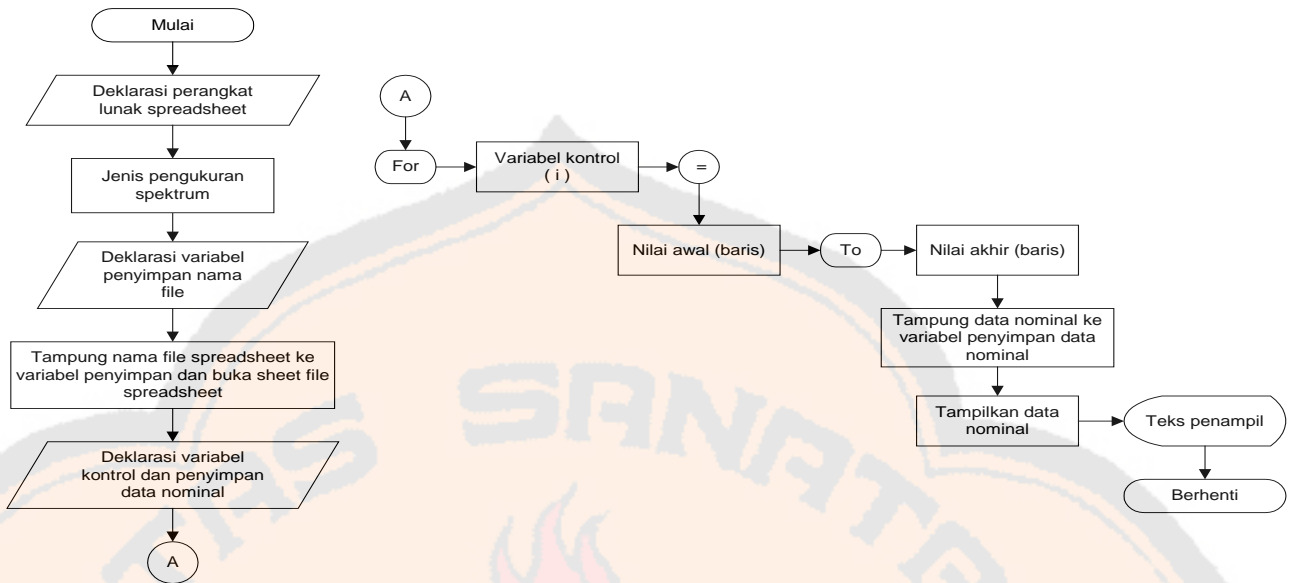 Mulai
Deklarasi perangkat
lunak spreadsheet
Jenis pengukuran
spektrum
Deklarasi variabel
penyimpan nama
file
Tampung nama file spreadsheet ke
variabel penyimpan dan buka sheet file
spreadsheet
Deklarasi variabel
kontrol dan penyimpan
data nominal
A
A
For
Variabel kontrol
( i )
=
Nilai awal (baris)
To
Nilai akhir (baris)
Tampung data nominal ke
variabel penyimpan data
nominal
Tampilkan data
nominal
Teks penampil
Berhenti
TAS SANATA